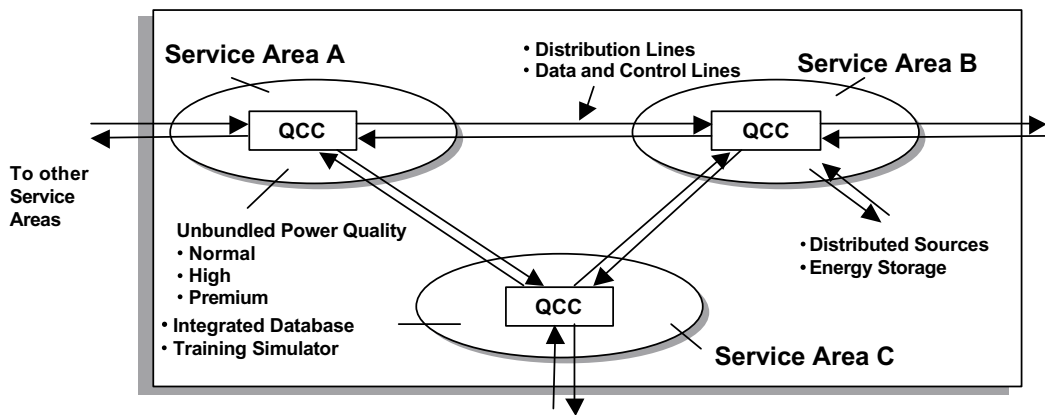 Service Area A
• Distribution Lines
• Data and Control Lines
Service Area B
QCC
QCC
To other
Service
Areas
Unbundled Power Quality
• Normal
• High
• Premium
• Distributed Sources
• Energy Storage
QCC
• Integrated Database
• Training Simulator
Service Area C